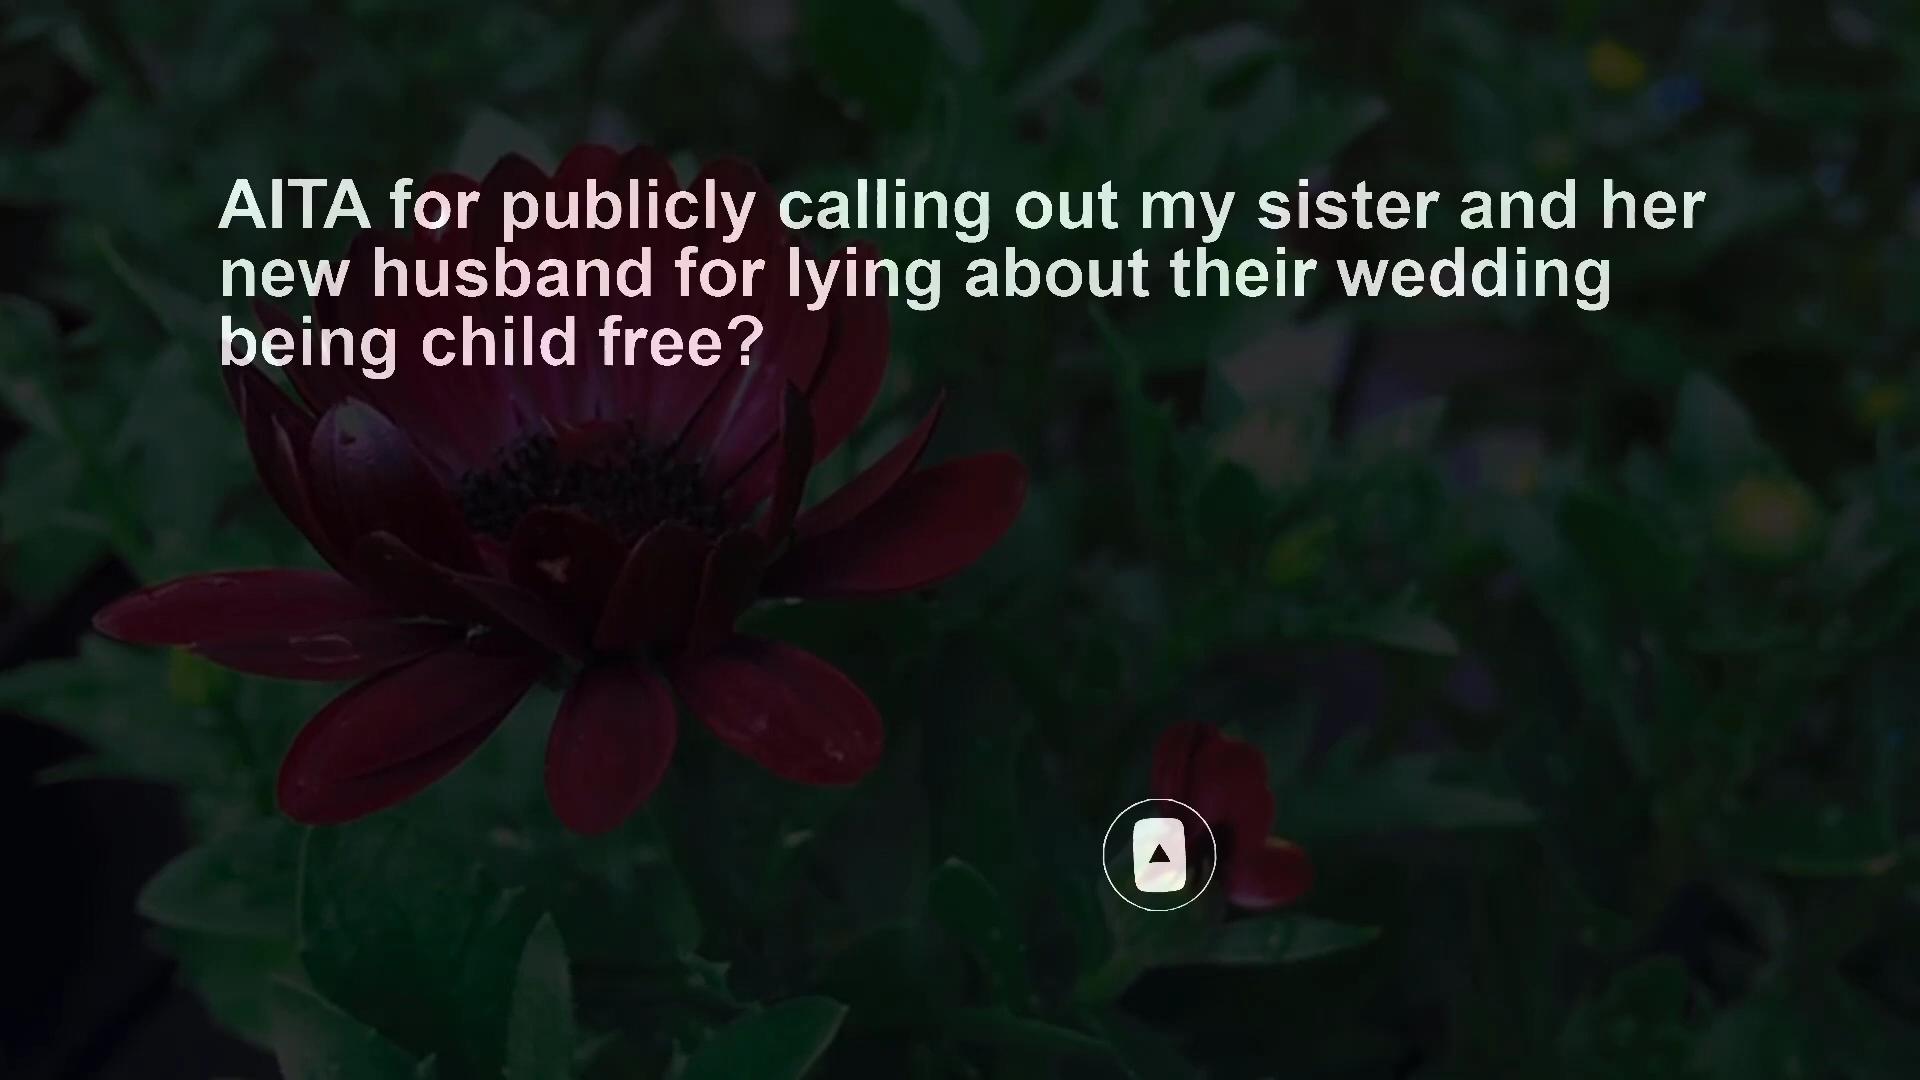 AITA for publicly calling out my sister and her
new husband for lying about their wedding
being child free?